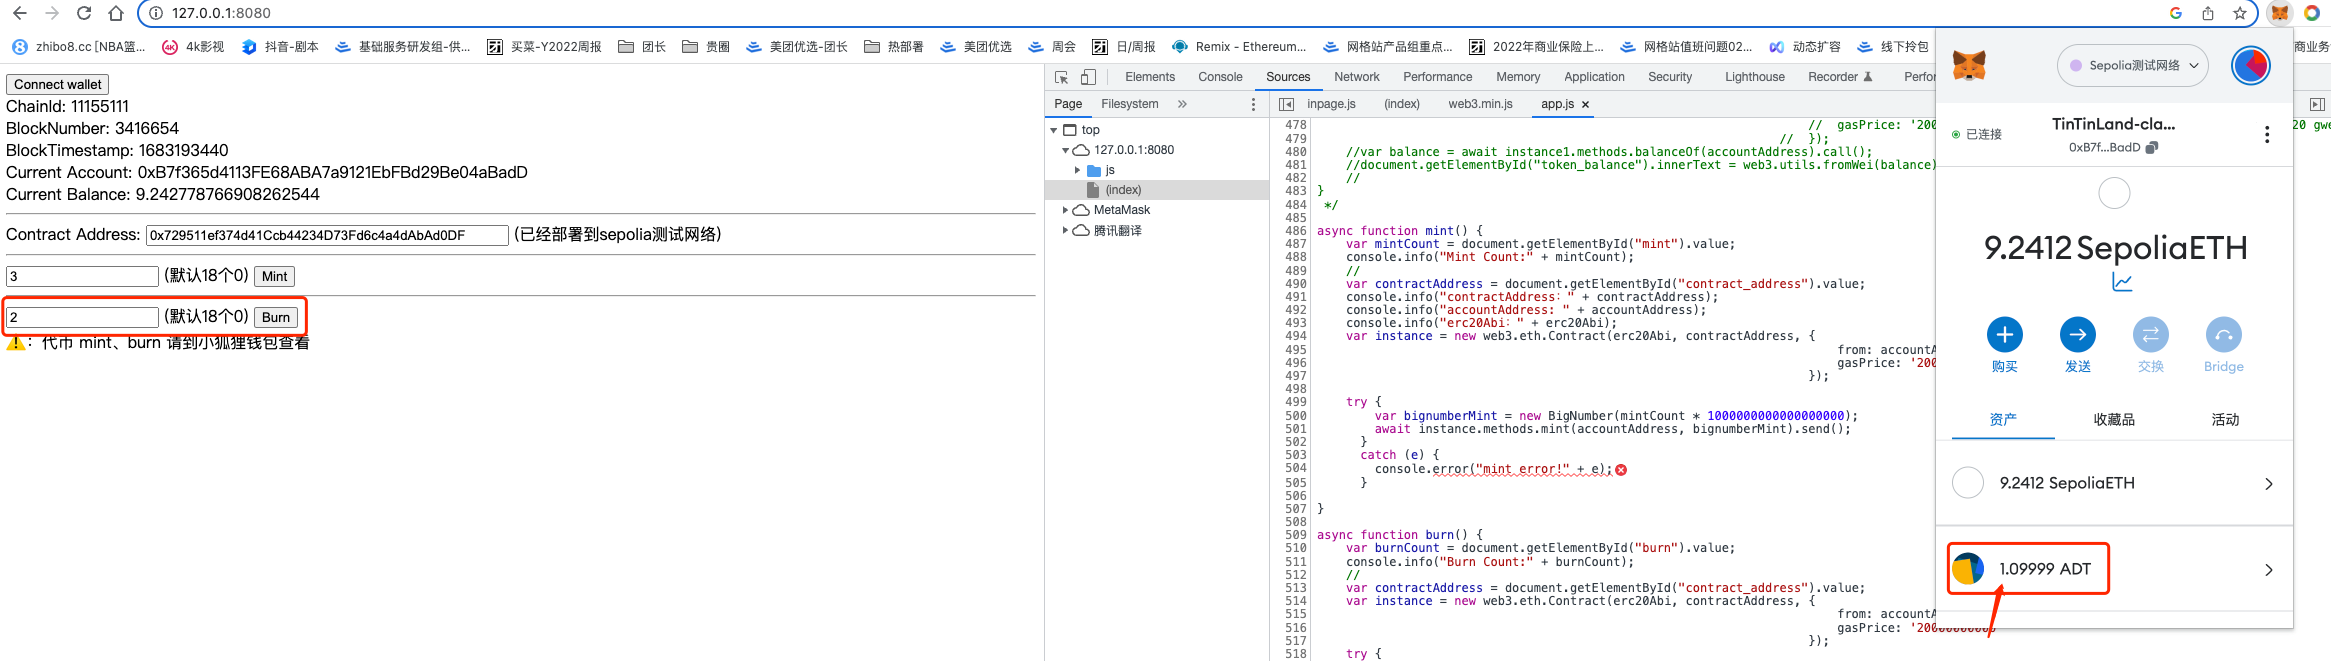 127.0.0.1:8080
zhibo8.cc [NBA篮... 4k影视 抖音-剧本 基础服务研发组-供... 买菜-Y2022周报 团长 贵圈 美团优选-团长 热部署 美团优选 周会 日/周报 Remix - Ethereum... 网格站产品组重点... 2022年商业保险上... 网格站值班问题02... 动态扩容 线下拎包 商业务
Connect wallet
ChainId: 11155111
BlockNumber: 3416654
BlockTimestamp: 1683193440
Current Account: 0xB7f365d4113FE68ABA7a9121EbFBd29Be04aBadD
Current Balance: 9.242778766908262544
Contract Address: 0x729511ef374d41Ccb44234D73Fd6c4a4dAbAd0DF (已经部署到sepolia测试网络)
3 (默认18个0) Mint
2 (默认18个0) Burn
⚠️：代币 mint、burn 请到小狐狸钱包查看
Elements Console Sources Network Performance Memory Application Security Lighthouse Recorder Perfor
Page Filesystem »
top
127.0.0.1:8080
js
(index)
MetaMask
腾讯翻译
inpage.js (index) web3.min.js app.js ×
478 // gasPrice: '200 20 gwe
479 // });
480 //var balance = await instance1.methods.balanceOf(accountAddress).call();
481 //document.getElementById("token_balance").innerText = web3.utils.fromWei(balance)
482 //
483 }
484 */
485
486 async function mint() {
487 var mintCount = document.getElementById("mint").value;
488 console.info("Mint Count:" + mintCount);
489 //
490 var contractAddress = document.getElementById("contract_address").value;
491 console.info("contractAddress: " + contractAddress);
492 console.info("accountAddress: " + accountAddress);
493 console.info("erc20Abi: " + erc20Abi);
494 var instance = new web3.eth.Contract(erc20Abi, contractAddress, {
495 from: accountA
496 gasPrice: '200
497 });
498
499 try {
500 var bignumberMint = new BigNumber(mintCount * 1000000000000000000);
501 await instance.methods.mint(accountAddress, bignumberMint).send();
502 }
503 catch (e) {
504 console.error("mint error!" + e);
505 }
506
507 }
508
509 async function burn() {
510 var burnCount = document.getElementById("burn").value;
511 console.info("Burn Count:" + burnCount);
512 //
513 var contractAddress = document.getElementById("contract_address").value;
514 var instance = new web3.eth.Contract(erc20Abi, contractAddress, {
515 from: accountA
516 gasPrice: '20000000000
517 });
518 try {
Sepolia测试网络
已连接
TinTinLand-cla...
0xB7f...BadD
9.2412 SepoliaETH
购买 发送 交换 Bridge
资产 收藏品 活动
9.2412 SepoliaETH
1.09999 ADT